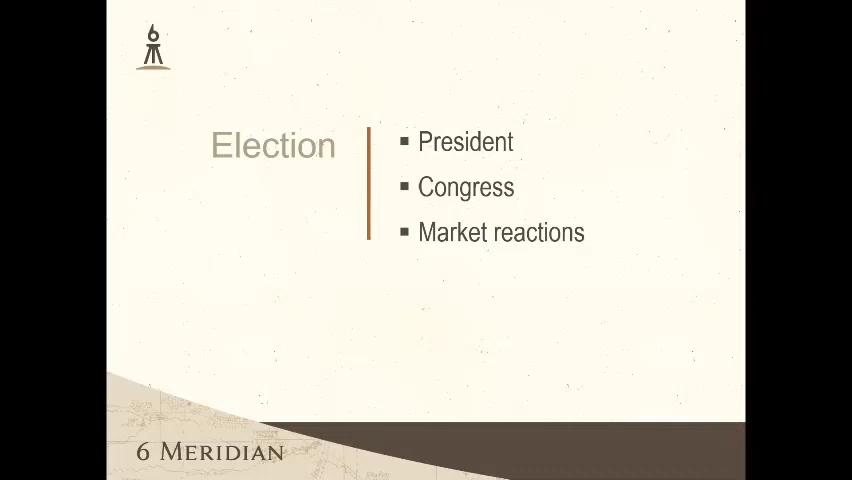 Election
President
Congress
Market reactions
6 MERIDIAN